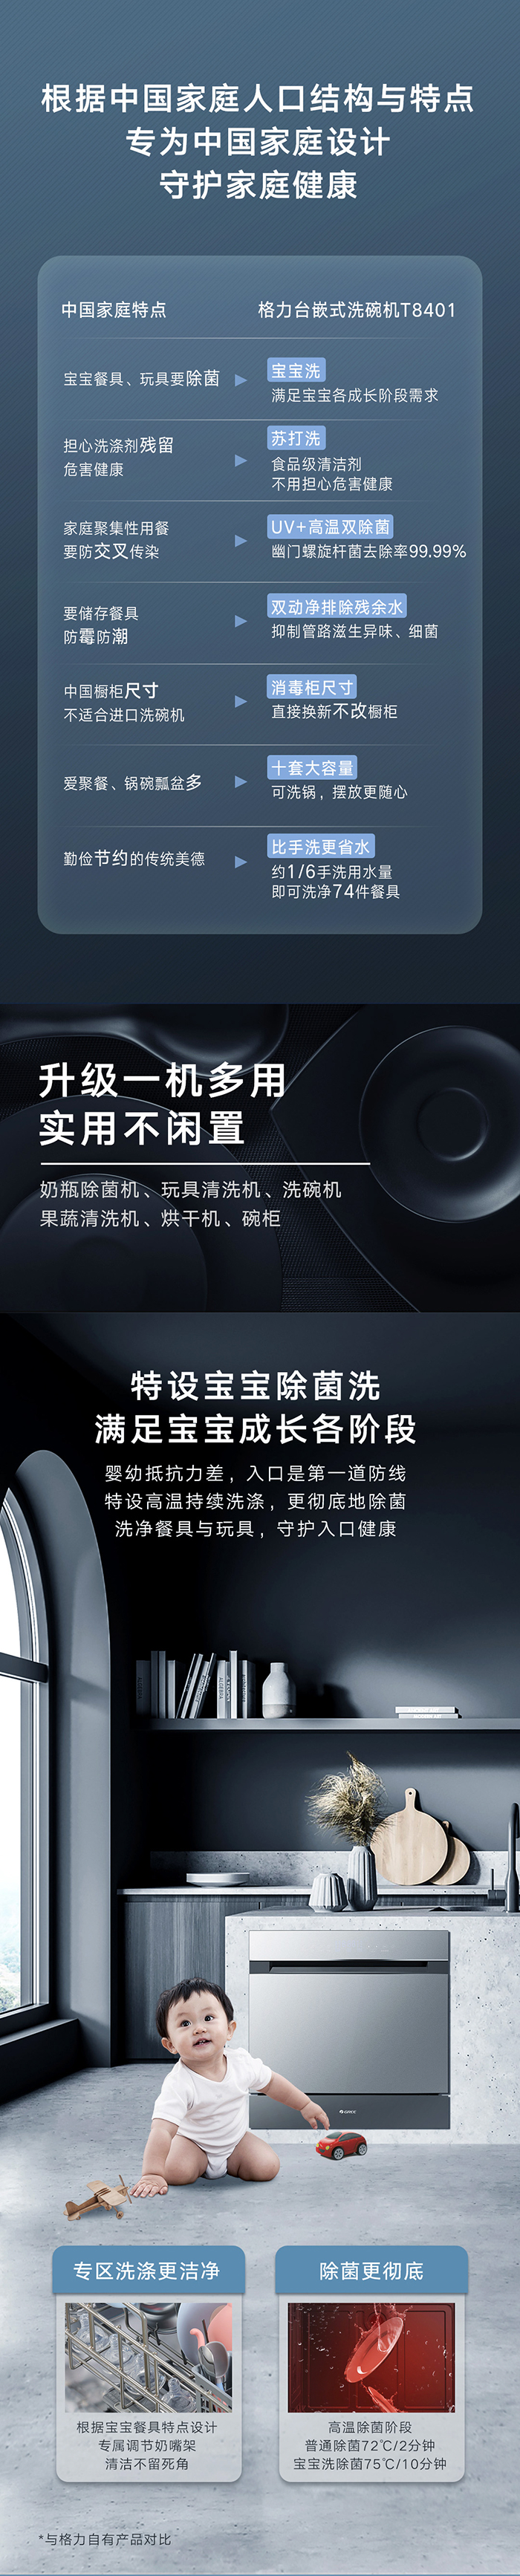 根据中国家庭人口结构与特点
专为中国家庭设计
守护家庭健康
中国家庭特点
格力台嵌式洗碗机T8401
宝宝餐具、玩具要除菌
宝宝洗
满足宝宝各成长阶段需求
担心洗涤剂残留
危害健康
苏打洗
食品级清洁剂
不用担心危害健康
家庭聚集性用餐
要防交叉传染
UV+高温双除菌
幽门螺旋杆菌去除率99.99%
要储存餐具
防霉防潮
双动净排除残余水
抑制管路滋生异味、细菌
中国橱柜尺寸
不适合进口洗碗机
消毒柜尺寸
直接换新不改橱柜
爱聚餐、锅碗瓢盆多
十套大容量
可洗锅，摆放更随心
勤俭节约的传统美德
比手洗更省水
约1/6手洗用水量
即可洗净74件餐具
升级一机多用
实用不闲置
奶瓶除菌机、玩具清洗机、洗碗机
果蔬清洗机、烘干机、碗柜
特设宝宝除菌洗
满足宝宝成长各阶段
婴幼抵抗力差，入口是第一道防线
特设高温持续洗涤，更彻底地除菌
洗净餐具与玩具，守护入口健康
GREE
专区洗涤更洁净
根据宝宝餐具特点设计
专属调节奶嘴架
清洁不留死角
除菌更彻底
高温除菌阶段
普通除菌72℃/2分钟
宝宝洗除菌75℃/10分钟
*与格力自有产品对比